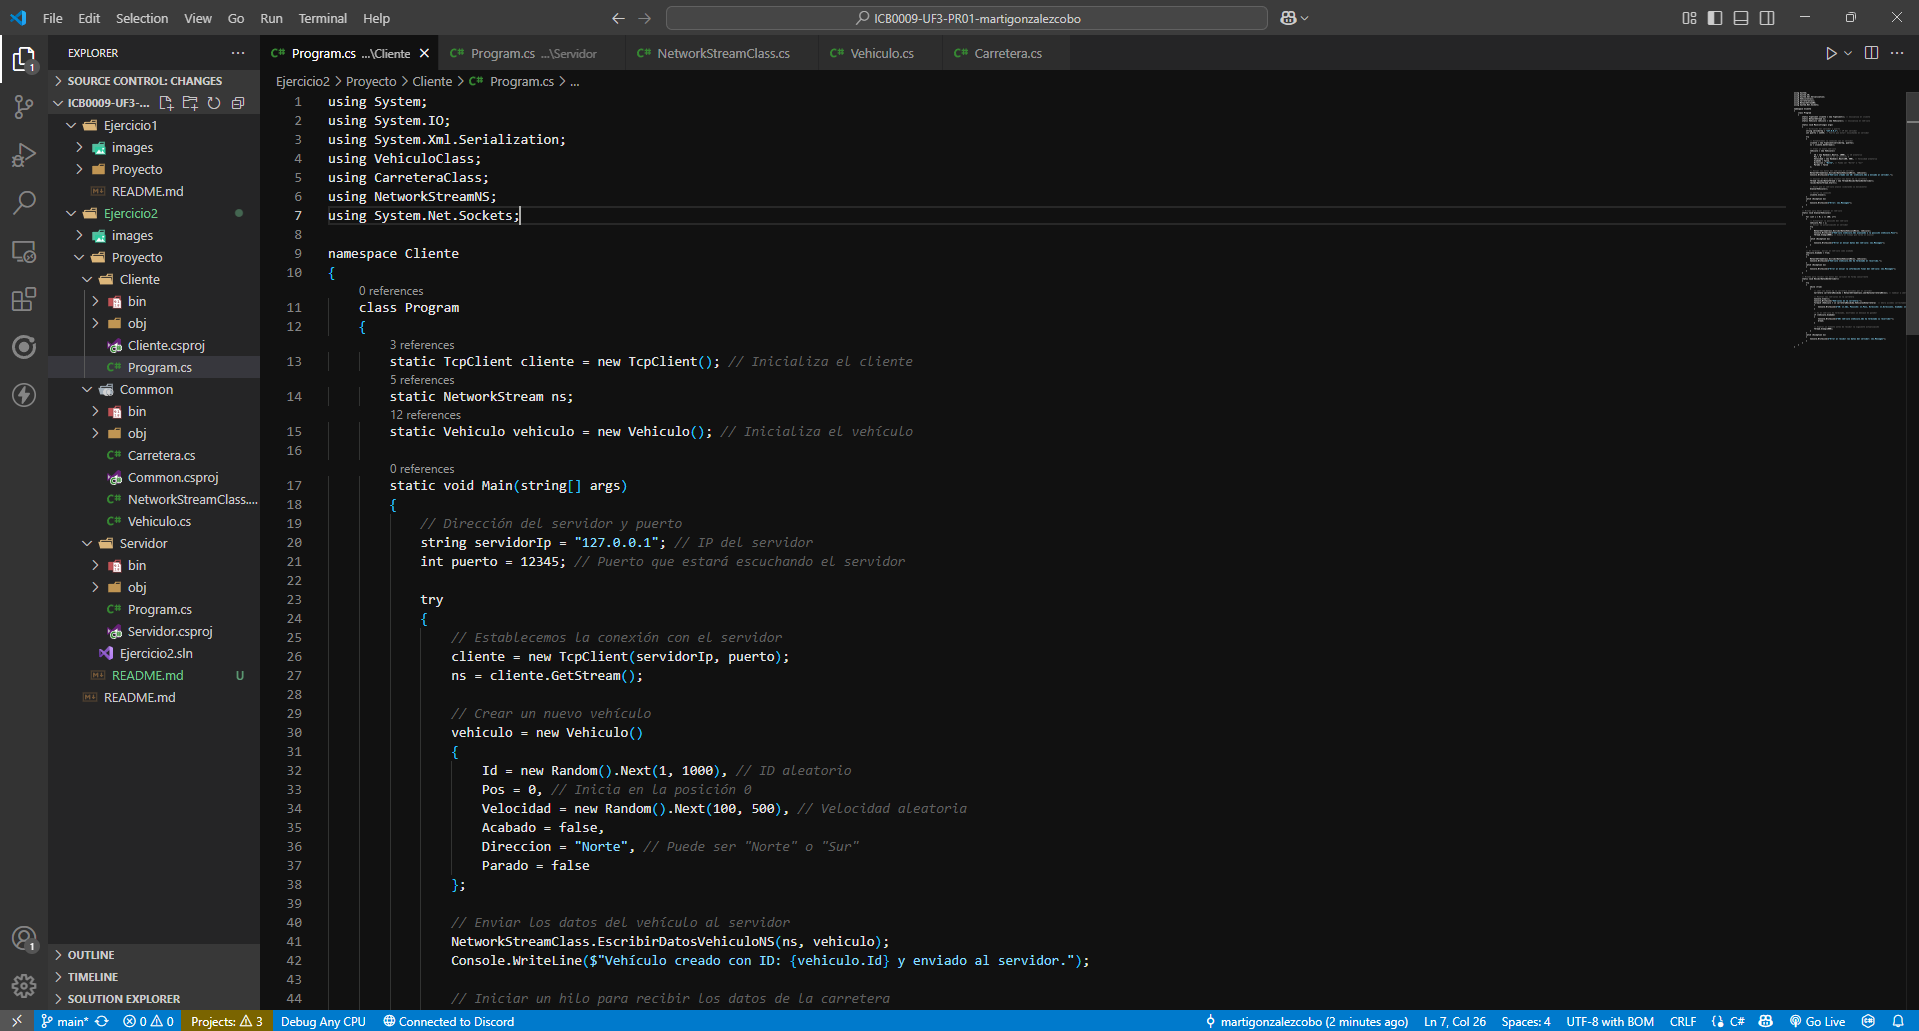 File Edit Selection View Go Run Terminal Help
ICB0009-UF3-PR01-martigonzalezcobo
EXPLORER
SOURCE CONTROL: CHANGES
ICB0009-UF3-...
Ejercicio1
images
Proyecto
README.md
Ejercicio2
images
Proyecto
Cliente
bin
obj
Cliente.csproj
C# Program.cs
Common
bin
obj
C# Carretera.cs
Common.csproj
C# NetworkStreamClass....
C# Vehiculo.cs
Servidor
bin
obj
C# Program.cs
Servidor.csproj
Ejercicio2.sln
README.md U
README.md
OUTLINE
TIMELINE
SOLUTION EXPLORER
1
1
C# Program.cs ...\Cliente
C# Program.cs ...\Servidor
C# NetworkStreamClass.cs
C# Vehiculo.cs
C# Carretera.cs
Ejercicio2 > Proyecto > Cliente > C# Program.cs > ...
1 using System;
2 using System.IO;
3 using System.Xml.Serialization;
4 using VehiculoClass;
5 using CarreteraClass;
6 using NetworkStreamNS;
7 using System.Net.Sockets;
8
9 namespace Cliente
10 {
0 references
11 class Program
12 {
3 references
13 static TcpClient cliente = new TcpClient(); // Inicializa el cliente
5 references
14 static NetworkStream ns;
12 references
15 static Vehiculo vehiculo = new Vehiculo(); // Inicializa el vehículo
16
0 references
17 static void Main(string[] args)
18 {
19 // Dirección del servidor y puerto
20 string servidorIp = "127.0.0.1"; // IP del servidor
21 int puerto = 12345; // Puerto que estará escuchando el servidor
22
23 try
24 {
25 // Establecemos la conexión con el servidor
26 cliente = new TcpClient(servidorIp, puerto);
27 ns = cliente.GetStream();
28
29 // Crear un nuevo vehículo
30 vehiculo = new Vehiculo()
31 {
32 Id = new Random().Next(1, 1000), // ID aleatorio
33 Pos = 0, // Inicia en la posición 0
34 Velocidad = new Random().Next(100, 500), // Velocidad aleatoria
35 Acabado = false,
36 Direccion = "Norte", // Puede ser "Norte" o "Sur"
37 Parado = false
38 };
39
40 // Enviar los datos del vehículo al servidor
41 NetworkStreamClass.EscribirDatosVehiculoNS(ns, vehiculo);
42 Console.WriteLine($"Vehículo creado con ID: {vehiculo.Id} y enviado al servidor.");
43
44 // Iniciar un hilo para recibir los datos de la carretera
main* 0 0 Projects: 3 Debug Any CPU Connected to Discord
martigonzalezcobo (2 minutes ago) Ln 7, Col 26 Spaces: 4 UTF-8 with BOM CRLF {} C# Go Live